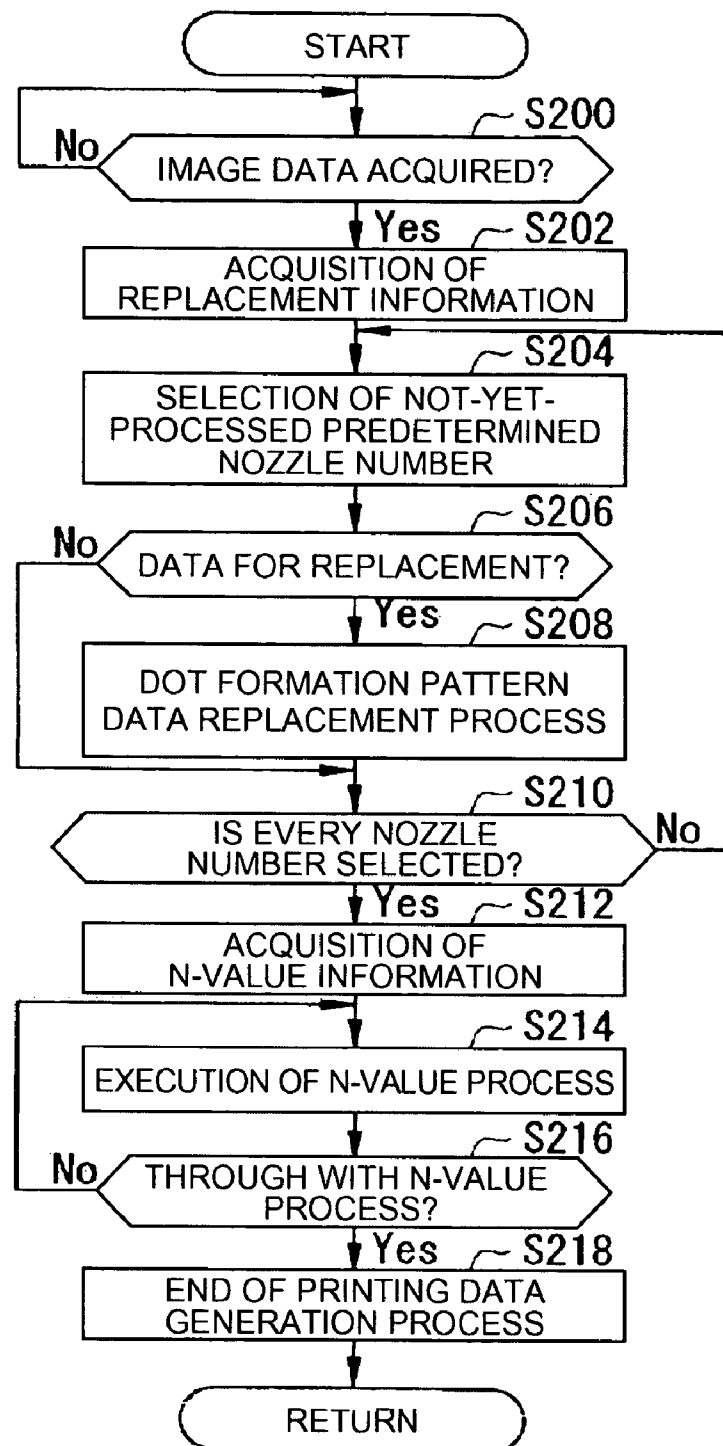 START
S200
No
IMAGE DATA ACQUIRED?
Yes
S202
ACQUISITION OF
REPLACEMENT INFORMATION
S204
SELECTION OF NOT-YET-
PROCESSED PREDETERMINED
NOZZLE NUMBER
S206
No
DATA FOR REPLACEMENT?
Yes
S208
DOT FORMATION PATTERN
DATA REPLACEMENT PROCESS
S210
IS EVERY NOZZLE
NUMBER SELECTED?
No
Yes
S212
ACQUISITION OF
N-VALUE INFORMATION
S214
EXECUTION OF N-VALUE PROCESS
S216
No
THROUGH WITH N-VALUE
PROCESS?
Yes
S218
END OF PRINTING DATA
GENERATION PROCESS
RETURN